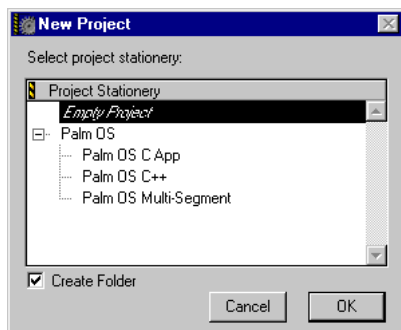 New Project
Select project stationery:
Project Stationery
Empty Project
Palm OS
Palm OS C App
Palm OS C++
Palm OS Multi-Segment
Create Folder
Cancel OK